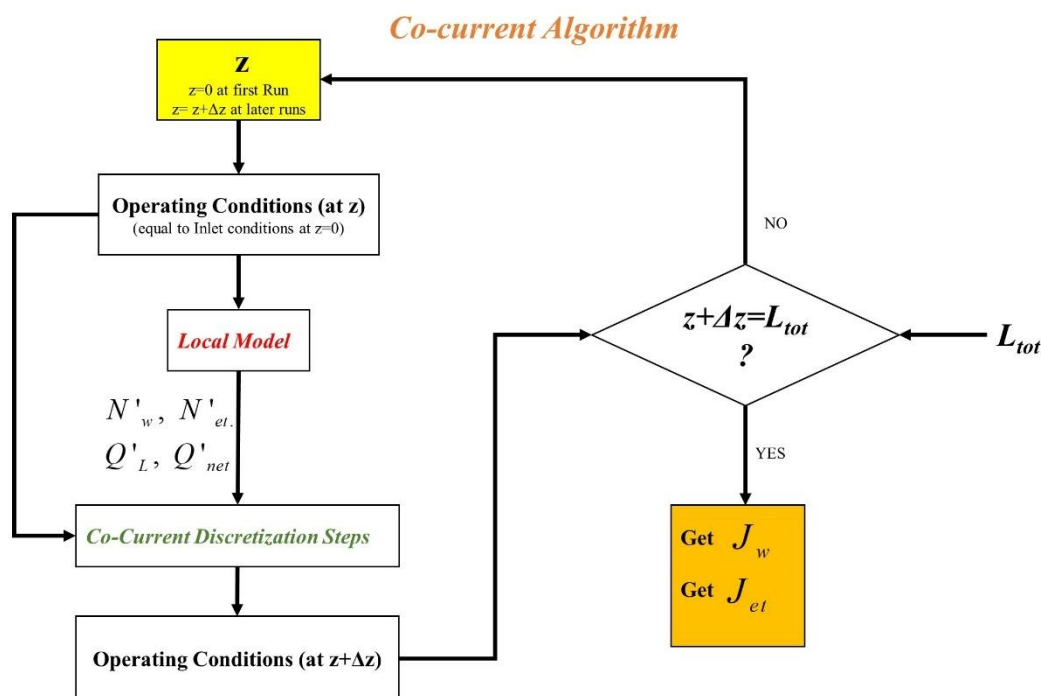 Co-current Algorithm
z
z=0 at first Run
z= z+Δz at later runs
Operating Conditions (at z)
(equal to Inlet conditions at z=0)
Local Model
N'w, N'et.
Q'L, Q'net
Co-Current Discretization Steps
Operating Conditions (at z+Δz)
NO
z+Δz=Ltot
?
Ltot
YES
Get Jw
Get Jet